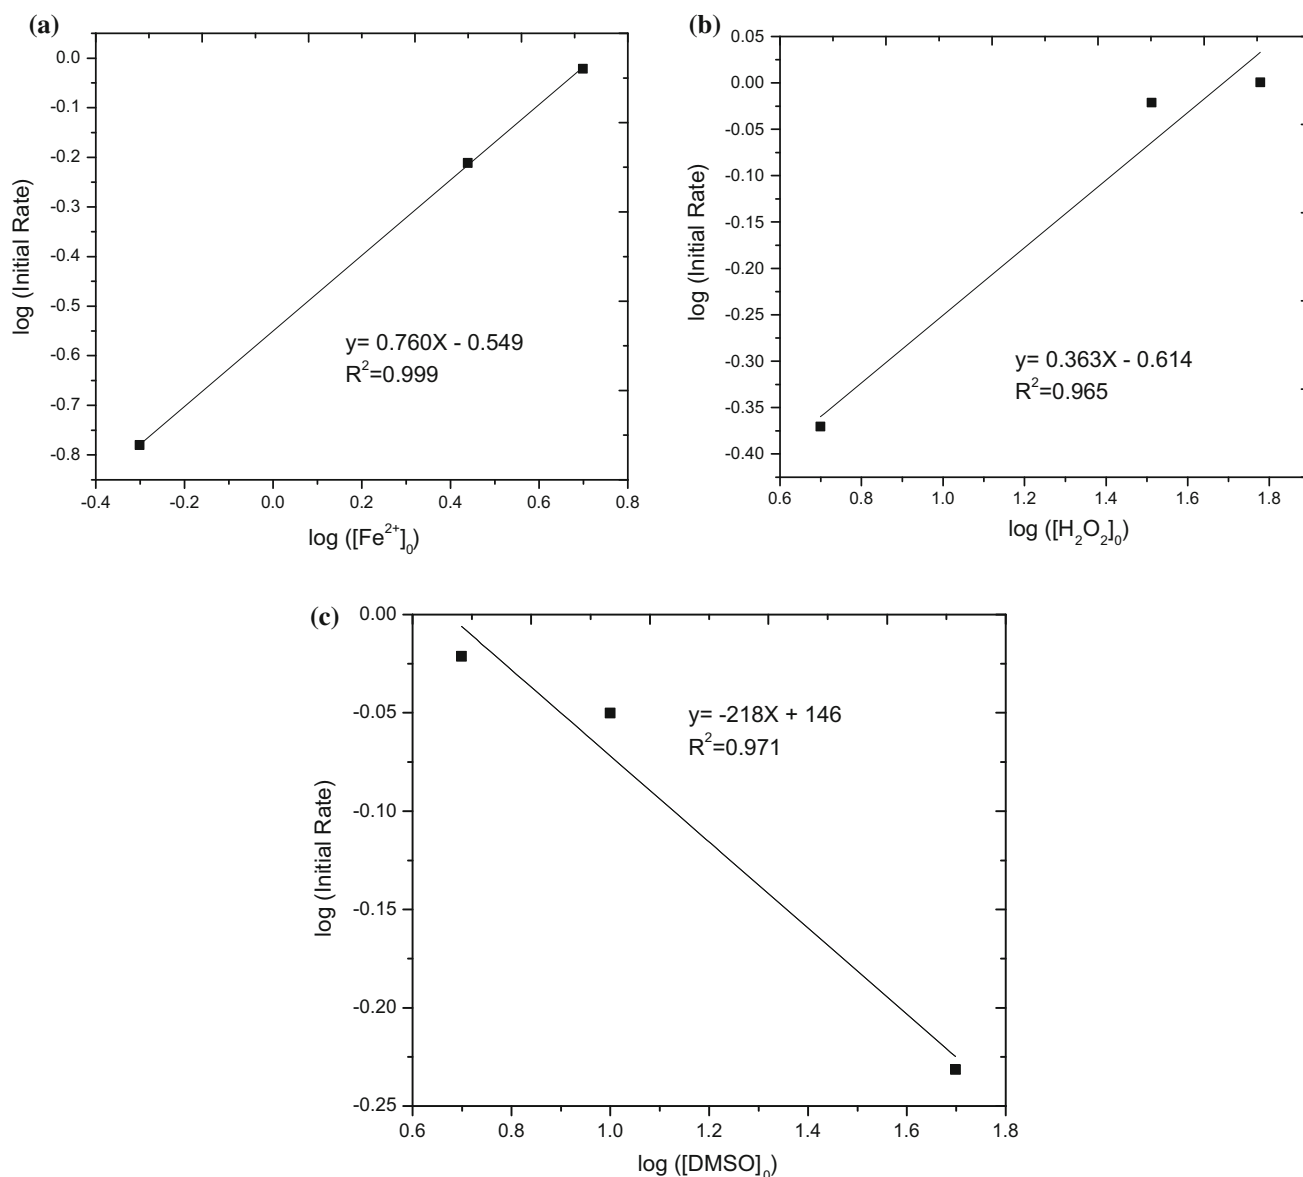 (a)
0.0
-0.1
-0.2
-0.3
-0.4
-0.5
-0.6
-0.7
-0.8
log (Initial Rate)
y= 0.760X - 0.549
R²=0.999
-0.4 -0.2 0.0 0.2 0.4 0.6 0.8
log ([Fe²⁺]₀)
(b)
0.05
0.00
-0.05
-0.10
-0.15
-0.20
-0.25
-0.30
-0.35
-0.40
log (Initial Rate)
y= 0.363X - 0.614
R²=0.965
0.6 0.8 1.0 1.2 1.4 1.6 1.8
log ([H₂O₂]₀)
(c)
0.00
-0.05
-0.10
-0.15
-0.20
-0.25
log (Initial Rate)
y= -218X + 146
R²=0.971
0.6 0.8 1.0 1.2 1.4 1.6 1.8
log ([DMSO]₀)